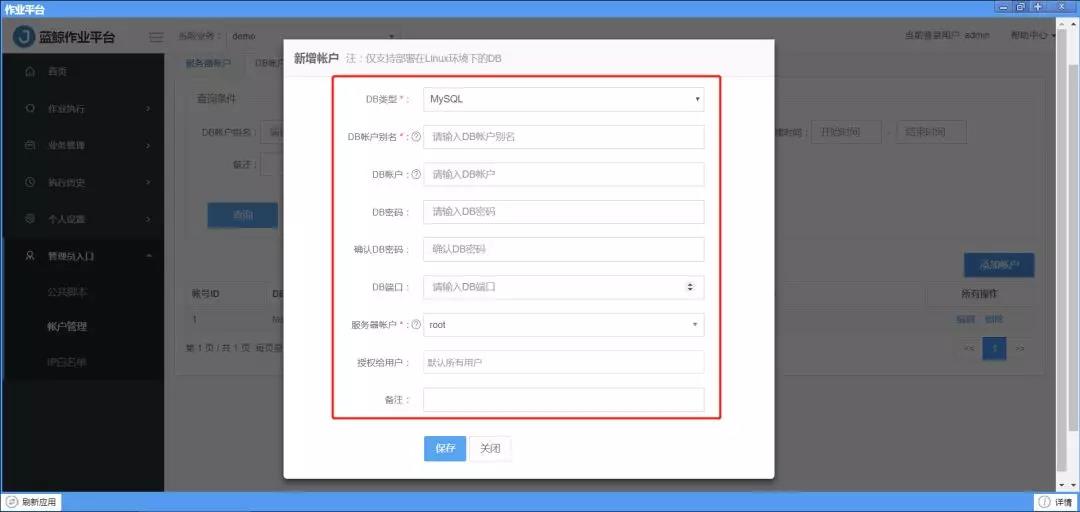 作业平台
蓝鲸作业平台
当前业务： demo
当前登录用户 admin
帮助中心
服务器帐户
首页
作业执行
业务管理
执行历史
个人设置
管理员入口
公共脚本
帐户管理
IP白名单
查询条件
DB帐户别名：
开始时间 - 结束时间
备注：
查询
添加帐户
账号ID
所有操作
1
编辑 删除
第 1 页 / 共 1 页
<< 1 >>
新增帐户 注：仅支持部署在Linux环境下的DB
DB类型 * ： MySQL
DB帐户别名 * ： 请输入DB帐户别名
DB帐户： 请输入DB帐户
DB密码： 请输入DB密码
确认DB密码： 确认DB密码
DB端口： 请输入DB端口
服务器帐户 * ： root
授权给用户： 默认所有用户
备注：
保存 关闭
刷新应用
详情